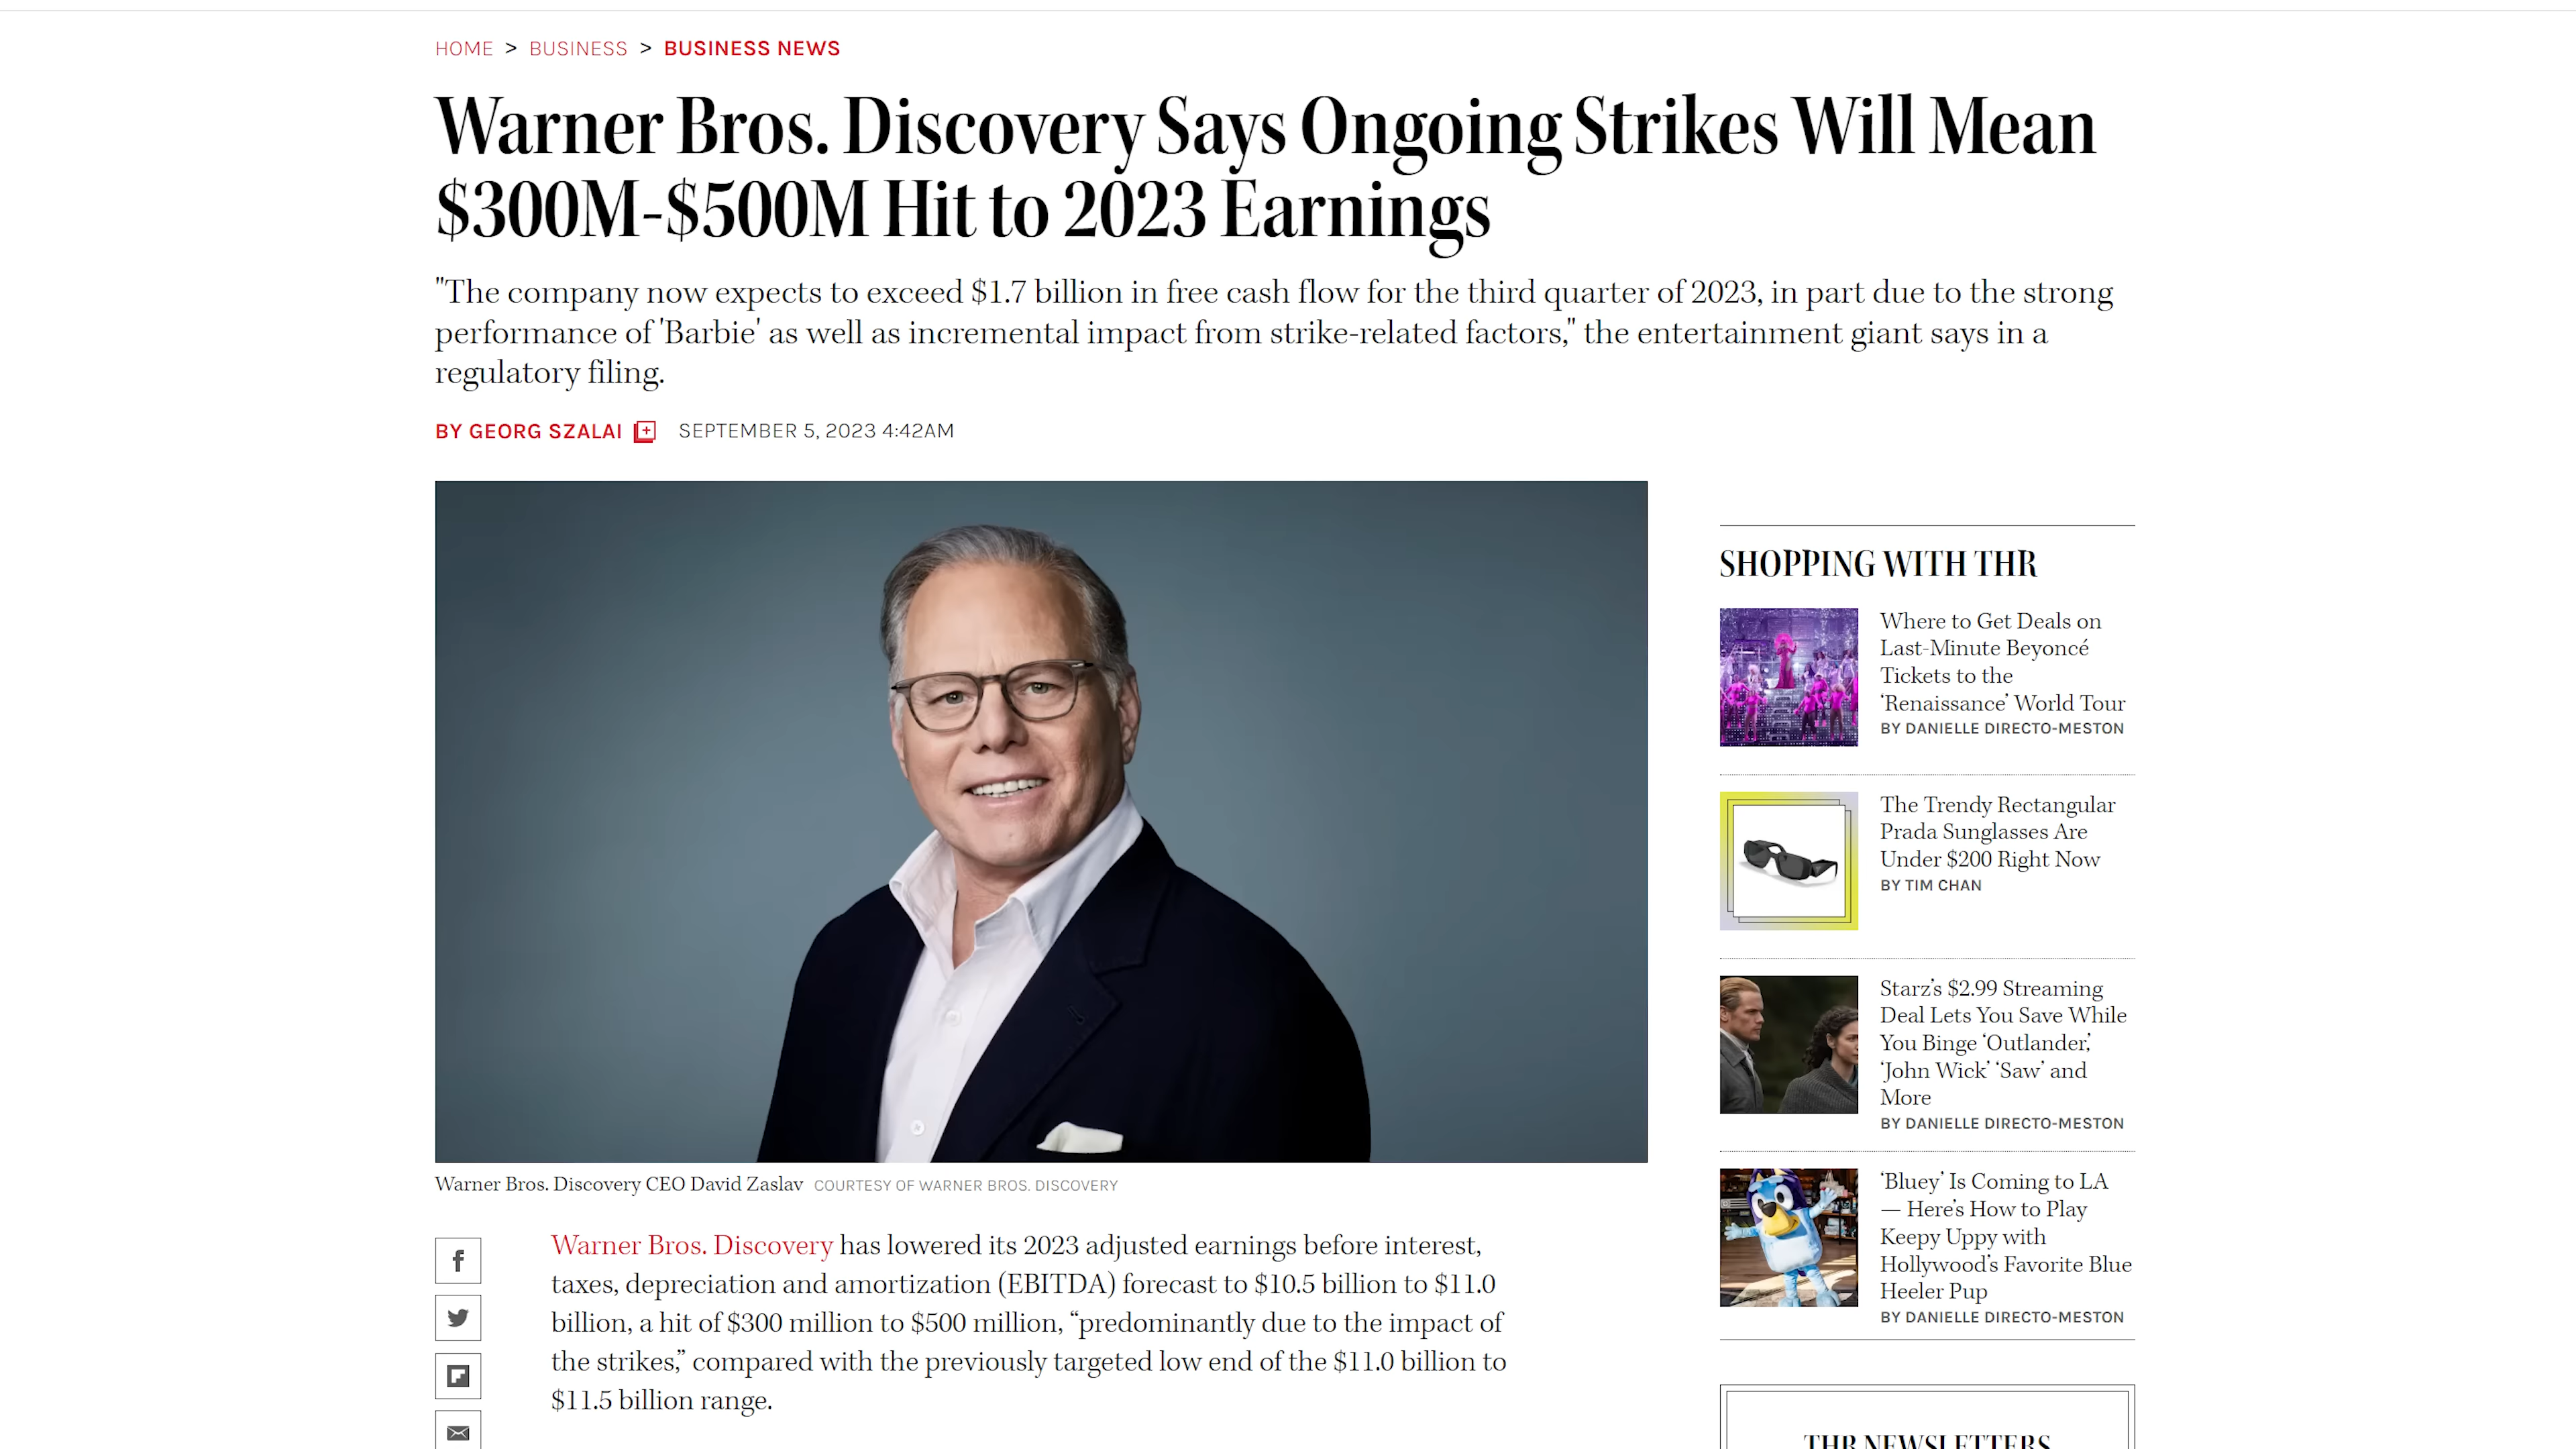 HOME > BUSINESS > BUSINESS NEWS
Warner Bros. Discovery Says Ongoing Strikes Will Mean
$300M-$500M Hit to 2023 Earnings
"The company now expects to exceed $1.7 billion in free cash flow for the third quarter of 2023, in part due to the strong
performance of 'Barbie' as well as incremental impact from strike-related factors," the entertainment giant says in a
regulatory filing.
BY GEORG SZALAI SEPTEMBER 5, 2023 4:42AM
Warner Bros. Discovery CEO David Zaslav COURTESY OF WARNER BROS. DISCOVERY
Warner Bros. Discovery has lowered its 2023 adjusted earnings before interest,
taxes, depreciation and amortization (EBITDA) forecast to $10.5 billion to $11.0
billion, a hit of $300 million to $500 million, “predominantly due to the impact of
the strikes,” compared with the previously targeted low end of the $11.0 billion to
$11.5 billion range.
SHOPPING WITH THR
Where to Get Deals on
Last-Minute Beyoncé
Tickets to the
‘Renaissance’ World Tour
BY DANIELLE DIRECTO-MESTON
The Trendy Rectangular
Prada Sunglasses Are
Under $200 Right Now
BY TIM CHAN
Starz’s $2.99 Streaming
Deal Lets You Save While
You Binge ‘Outlander,’
‘John Wick’ ‘Saw’ and
More
BY DANIELLE DIRECTO-MESTON
‘Bluey’ Is Coming to LA
— Here’s How to Play
Keepy Uppy with
Hollywood’s Favorite Blue
Heeler Pup
BY DANIELLE DIRECTO-MESTON
THR NEWSLETTERS